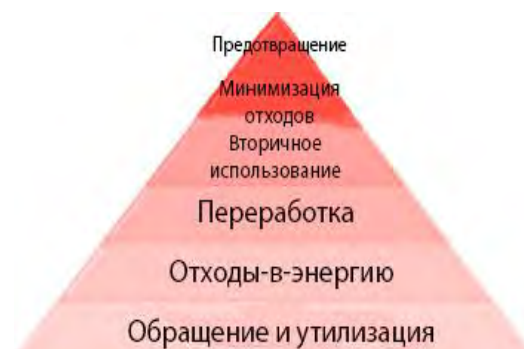 Предотвращение
Минимизация
отходов
Вторичное
использование
Переработка
Отходы-в-энергию
Обращение и утилизация